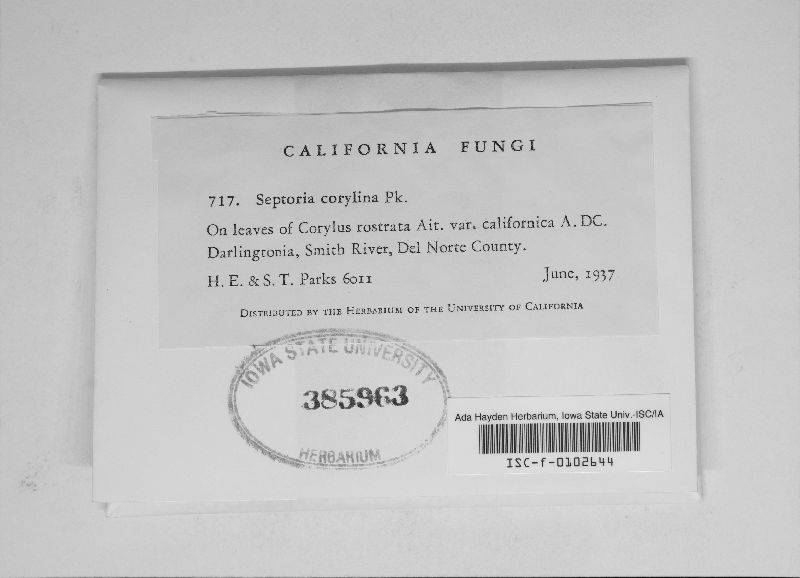 CALIFORNIA FUNGI
717. Septoria corylina Pk.
On leaves of Corylus rostrata Ait. var. californica A. DC.
Darlingtonia, Smith River, Del Norte County.
H. E. & S. T. Parks 6011 June, 1937
DISTRIBUTED BY THE HERBARIUM OF THE UNIVERSITY OF CALIFORNIA
IOWA STATE UNIVERSITY
385963
HERBARIUM
Ada Hayden Herbarium, Iowa State Univ.-ISC/IA
ISC-f-0102644